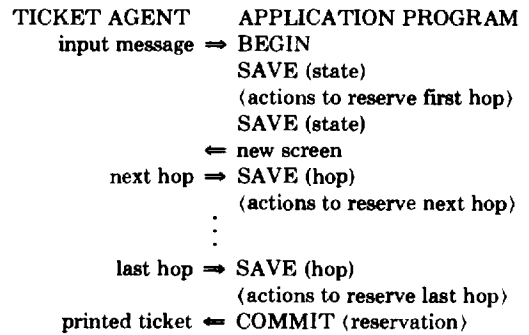 TICKET AGENT APPLICATION PROGRAM
input message ⇒ BEGIN
SAVE (state)
⟨actions to reserve first hop⟩
SAVE (state)
⇐ new screen
next hop ⇒ SAVE (hop)
⟨actions to reserve next hop⟩
.
.
.
last hop ⇒ SAVE (hop)
⟨actions to reserve last hop⟩
printed ticket ⇐ COMMIT ⟨reservation⟩